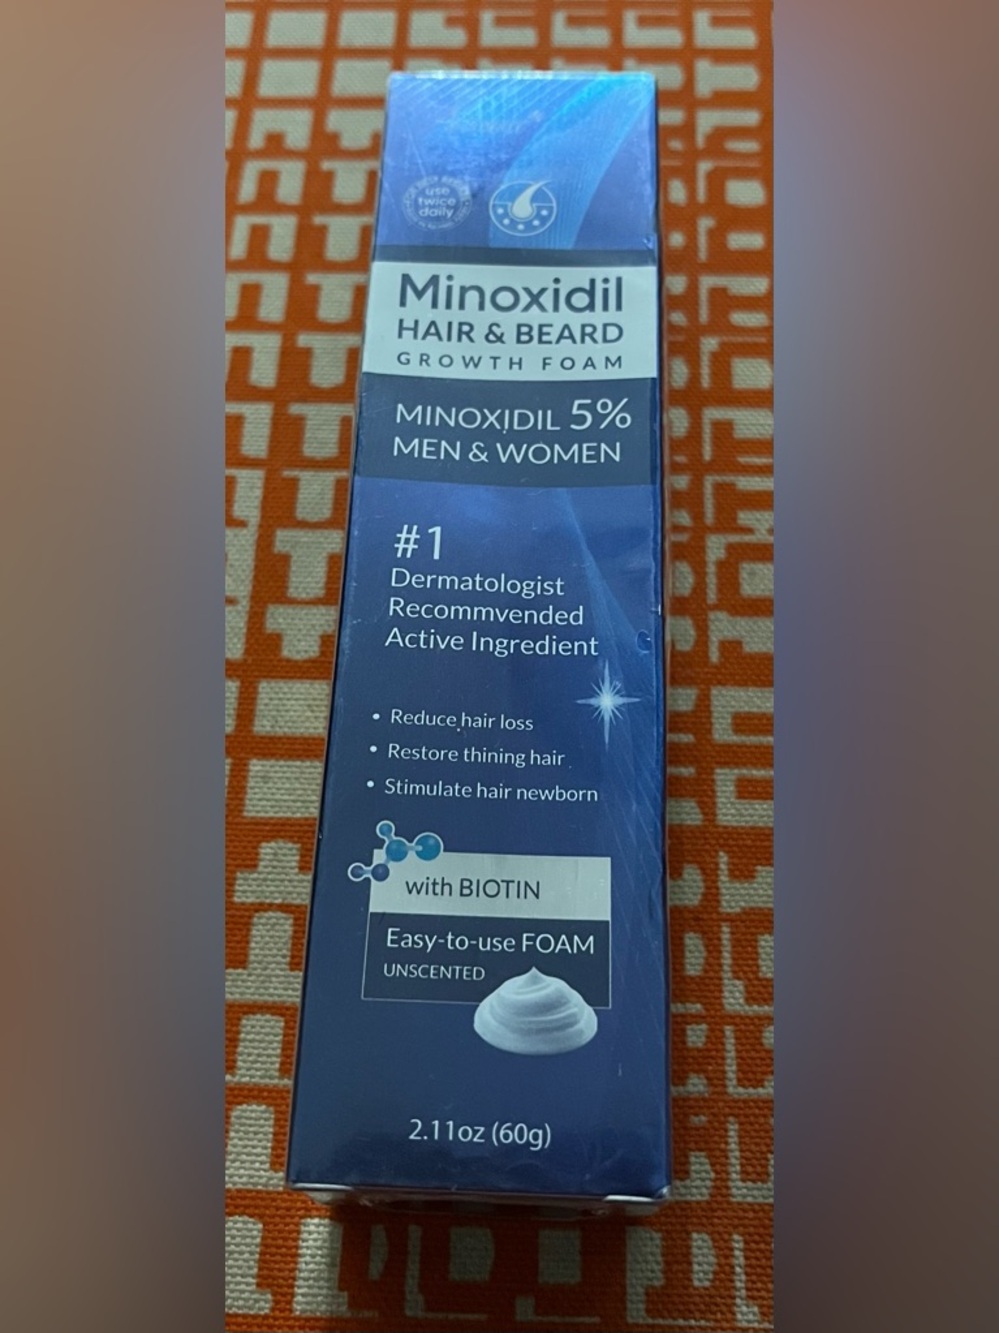 use
twice
daily
Minoxidil
HAIR & BEARD
GROWTH FOAM
MINOXIDIL 5%
MEN & WOMEN
#1
Dermatologist
Recommvended
Active Ingredient
• Reduce hair loss
• Restore thining hair
• Stimulate hair newborn
with BIOTIN
Easy-to-use FOAM
UNSCENTED
2.11oz (60g)